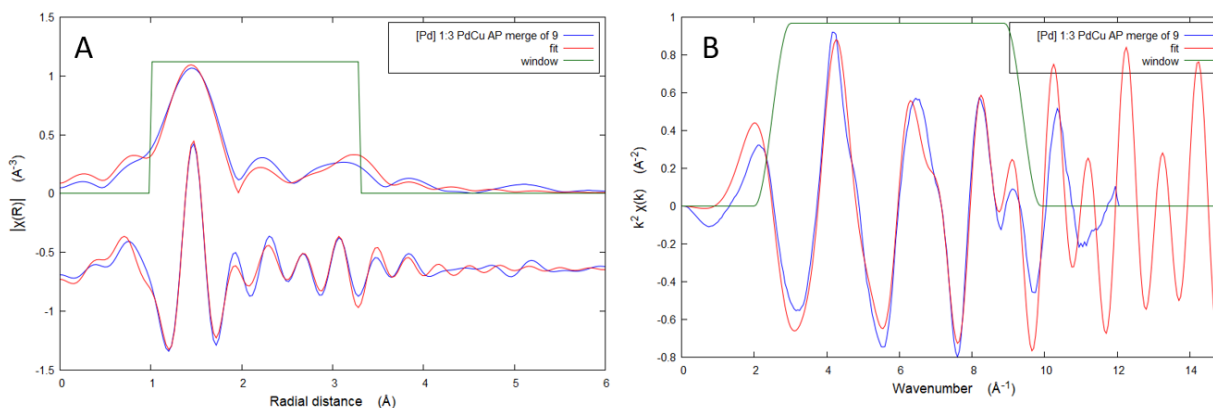 A
[Pd] 1:3 PdCu AP merge of 9
fit
window
1.5
1
0.5
0
-0.5
-1
-1.5
|χ(R)| (Å⁻³)
0 1 2 3 4 5 6
Radial distance (Å)
B
[Pd] 1:3 PdCu AP merge of 9
fit
window
1
0.8
0.6
0.4
0.2
0
-0.2
-0.4
-0.6
-0.8
k² χ(k) (Å⁻²)
0 2 4 6 8 10 12 14
Wavenumber (Å⁻¹)